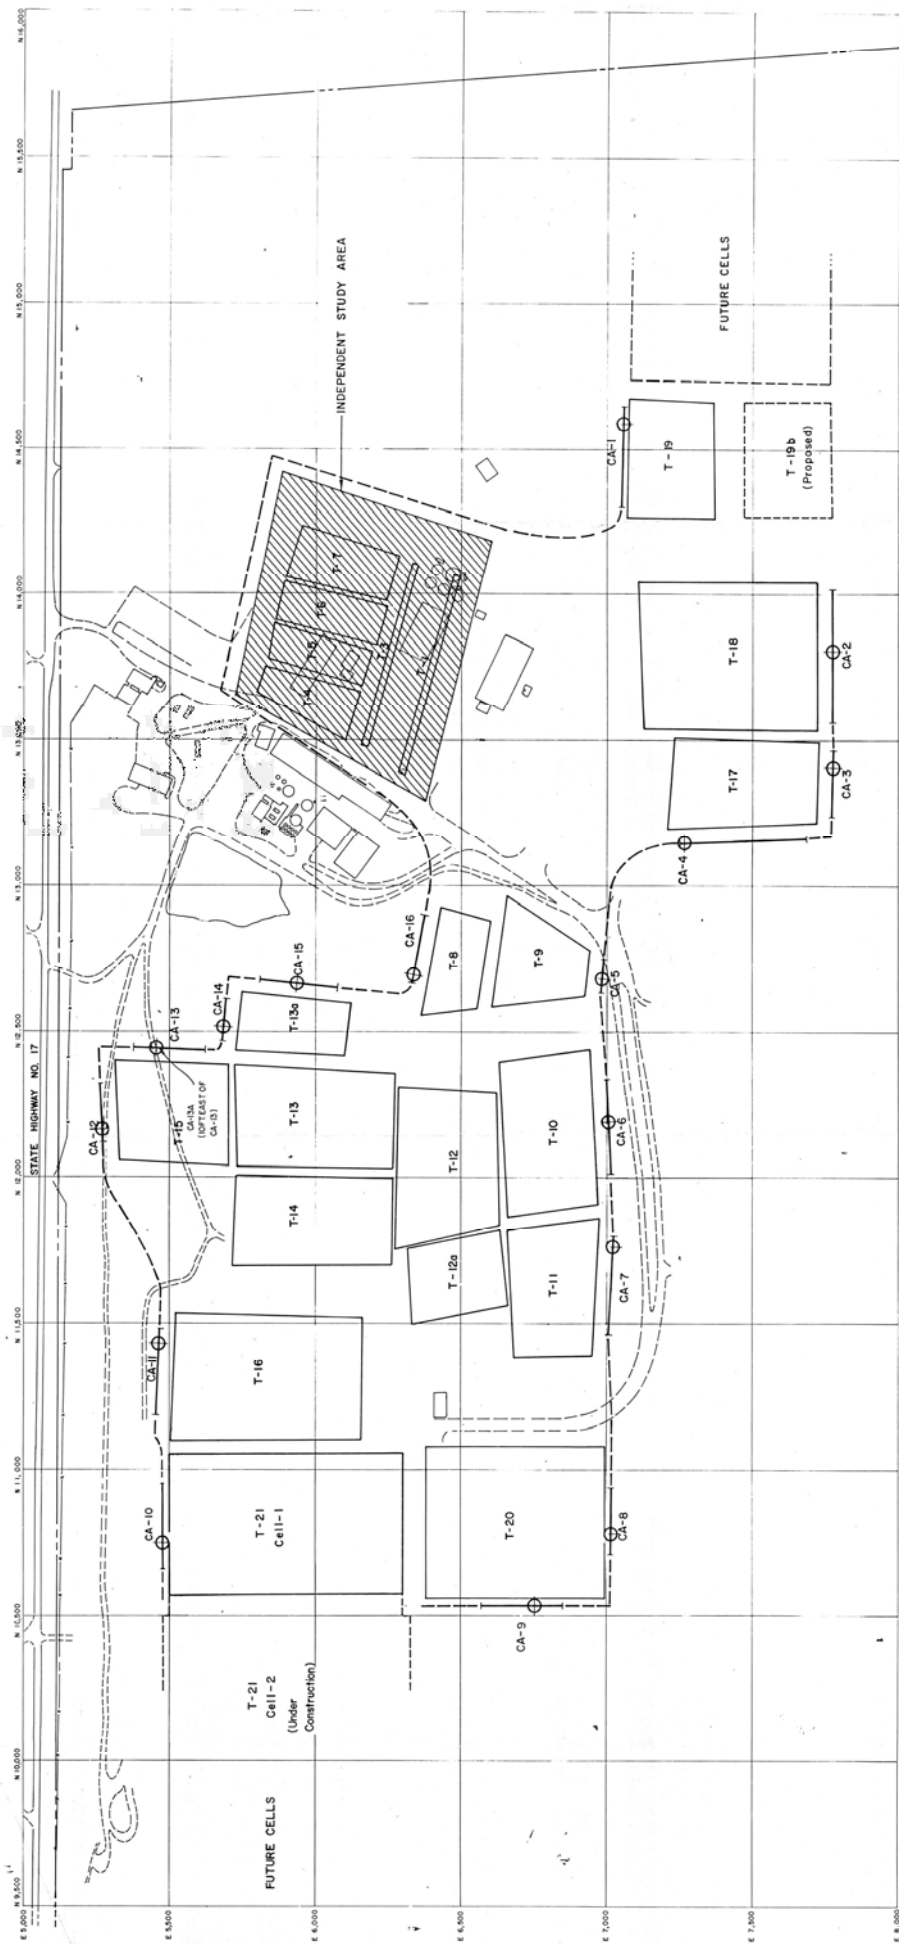 N 16,000
N 15,500
N 15,000
N 14,500
N 14,000
N 13,000
N 12,500
N 12,000
N 11,500
N 11,000
N 10,500
N 10,000
N 9,500
E 5,000
E 5,500
E 6,000
E 6,500
E 7,000
E 7,500
E 8,000
STATE HIGHWAY NO. 17
INDEPENDENT STUDY AREA
FUTURE CELLS
T-19
T-19b
(Proposed)
CA-1
T-7
T-6
T-5
T-4
T-3
T-1
T-18
CA-2
T-17
CA-3
CA-4
CA-16
CA-15
CA-14
CA-13
CA-13A
(10FT EAST OF
CA-13)
CA-12
T-8
T-9
CA-5
T-13a
T-15
T-13
T-12
T-10
CA-6
T-14
T-12a
T-11
CA-7
CA-11
T-16
CA-10
T-21
Cell-1
T-20
CA-8
CA-9
T-21
Cell-2
(Under
Construction)
FUTURE CELLS